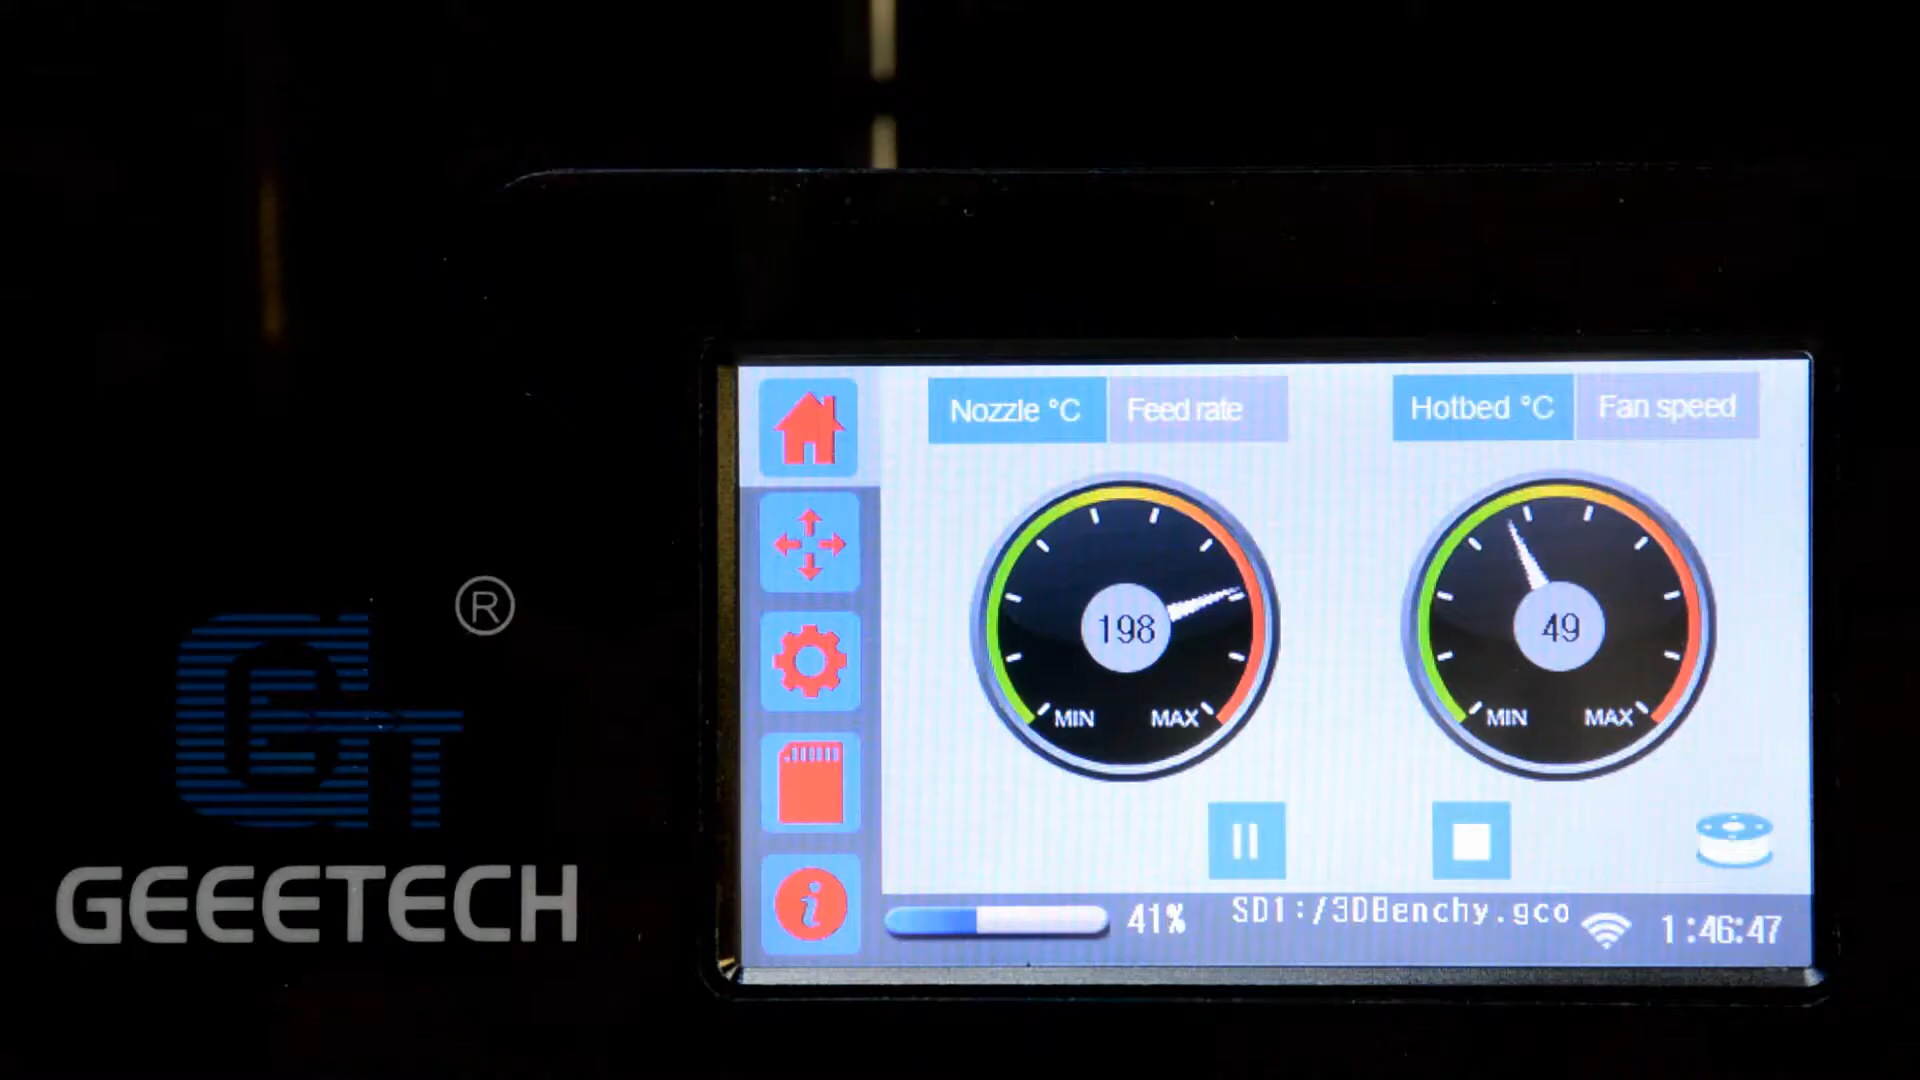 Nozzle °C Feed rate
Hotbed °C Fan speed
198
MIN MAX
49
MIN MAX
41%
SD1:/3DBenchy.gco
1:46:47
®
GEEETECH